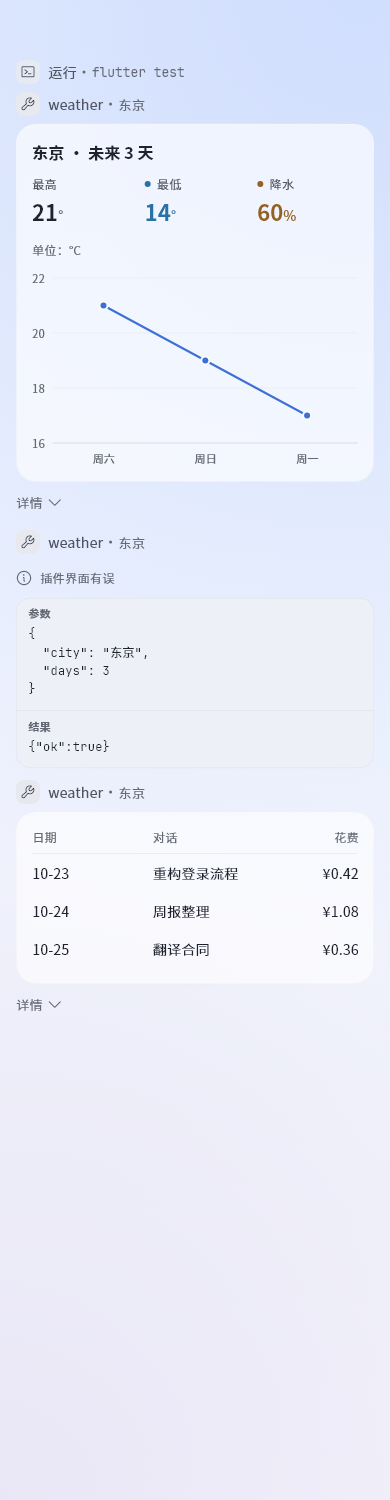 运行 · flutter test
weather · 东京
东京 · 未来 3 天
最高 最低 降水
21° 14° 60%
单位：°C
22
20
18
16
周六 周日 周一
详情
weather · 东京
插件界面有误
参数
{
  "city": "东京",
  "days": 3
}
结果
{"ok":true}
weather · 东京
日期 对话 花费
10-23 重构登录流程 ¥0.42
10-24 周报整理 ¥1.08
10-25 翻译合同 ¥0.36
详情